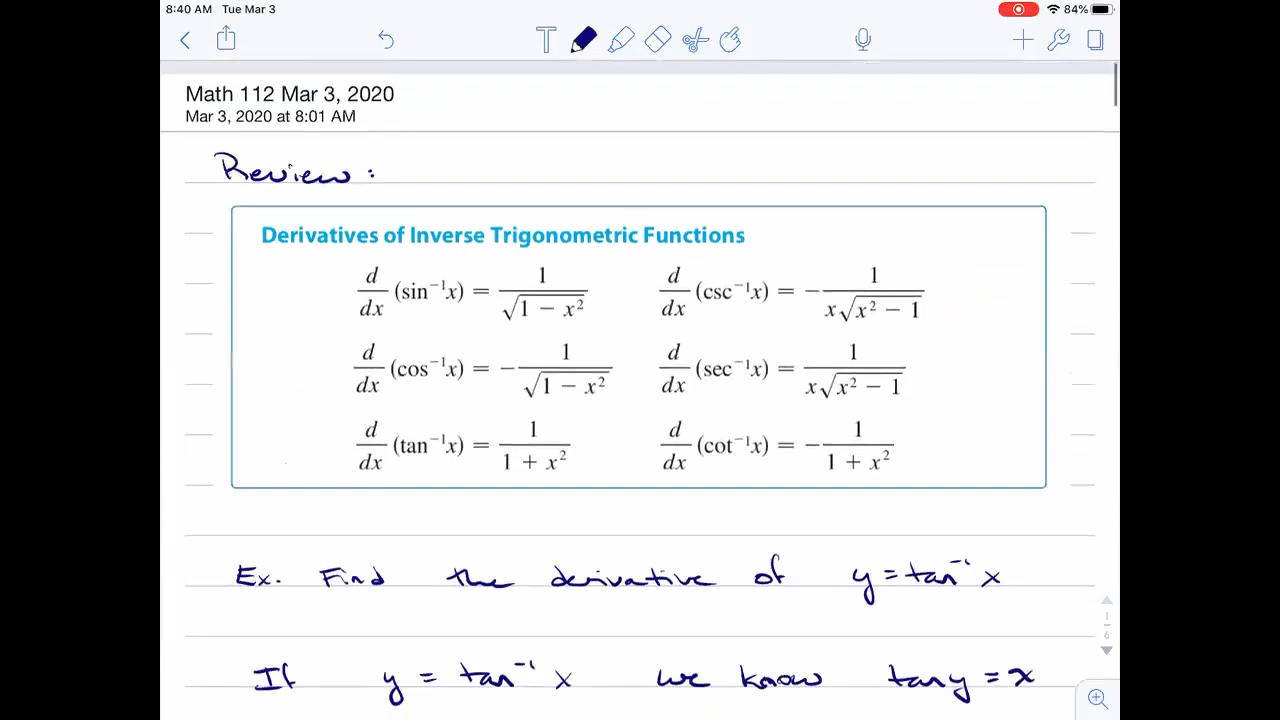 8:40 AM Tue Mar 3
84%
T
Math 112 Mar 3, 2020
Mar 3, 2020 at 8:01 AM
Review :
Derivatives of Inverse Trigonometric Functions
d/dx (sin⁻¹x) = 1/√(1 − x²) d/dx (csc⁻¹x) = − 1/(x√(x² − 1))
d/dx (cos⁻¹x) = − 1/√(1 − x²) d/dx (sec⁻¹x) = 1/(x√(x² − 1))
d/dx (tan⁻¹x) = 1/(1 + x²) d/dx (cot⁻¹x) = − 1/(1 + x²)
Ex. Find the derivative of y = tan⁻¹ x
1/6
If y = tan⁻¹ x we know tan y = x